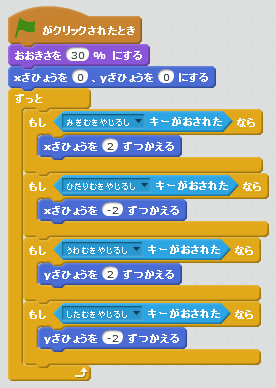 がクリックされたとき
おおきさを 30 % にする
xざひょうを 0 、yざひょうを 0 にする
ずっと
もし みぎむきやじるし キーがおされた なら
xざひょうを 2 ずつかえる
もし ひだりむきやじるし キーがおされた なら
xざひょうを -2 ずつかえる
もし うわむきやじるし キーがおされた なら
yざひょうを 2 ずつかえる
もし したむきやじるし キーがおされた なら
yざひょうを -2 ずつかえる